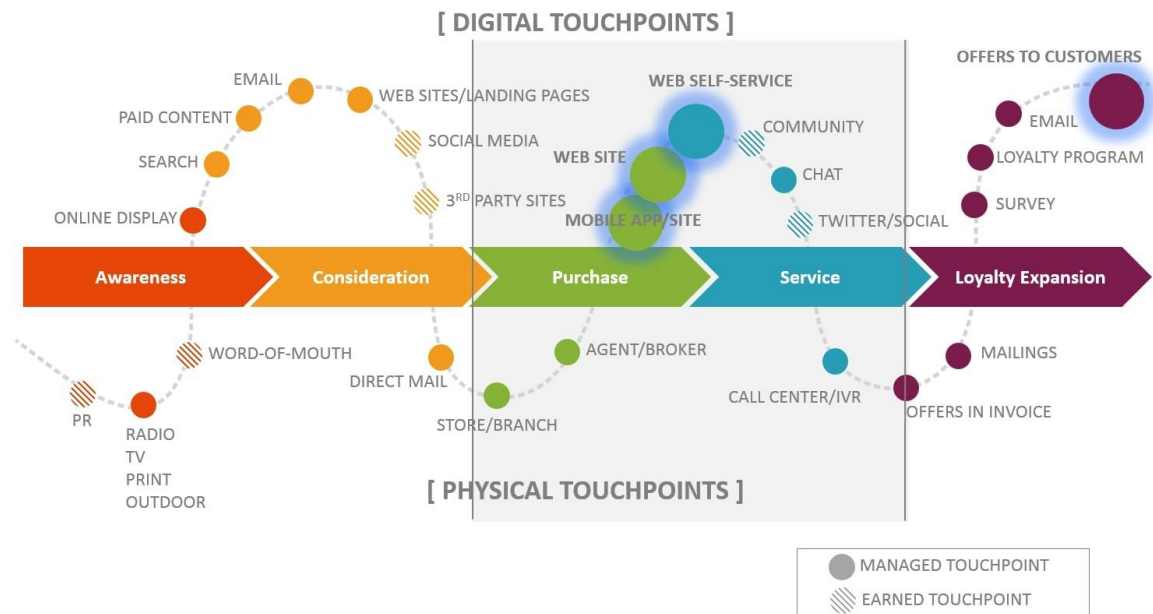 [ DIGITAL TOUCHPOINTS ]
OFFERS TO CUSTOMERS
EMAIL
WEB SELF-SERVICE
WEB SITES/LANDING PAGES
PAID CONTENT
EMAIL
COMMUNITY
SOCIAL MEDIA
SEARCH
WEB SITE
LOYALTY PROGRAM
CHAT
3RD PARTY SITES
SURVEY
ONLINE DISPLAY
MOBILE APP/SITE
TWITTER/SOCIAL
Awareness
Consideration
Purchase
Service
Loyalty Expansion
WORD-OF-MOUTH
AGENT/BROKER
MAILINGS
DIRECT MAIL
CALL CENTER/IVR
OFFERS IN INVOICE
PR
STORE/BRANCH
RADIO
TV
PRINT
OUTDOOR
[ PHYSICAL TOUCHPOINTS ]
MANAGED TOUCHPOINT
EARNED TOUCHPOINT